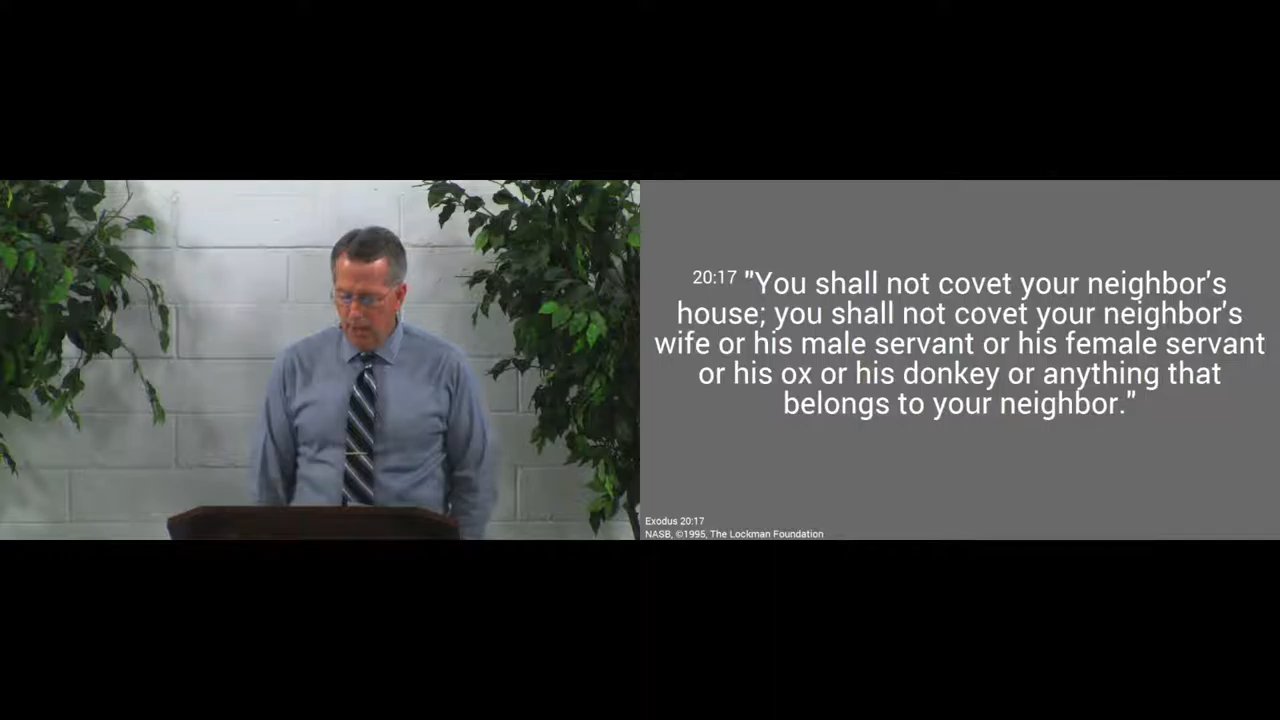 20:17 "You shall not covet your neighbor's
house; you shall not covet your neighbor's
wife or his male servant or his female servant
or his ox or his donkey or anything that
belongs to your neighbor."
Exodus 20:17
NASB, ©1995, The Lockman Foundation